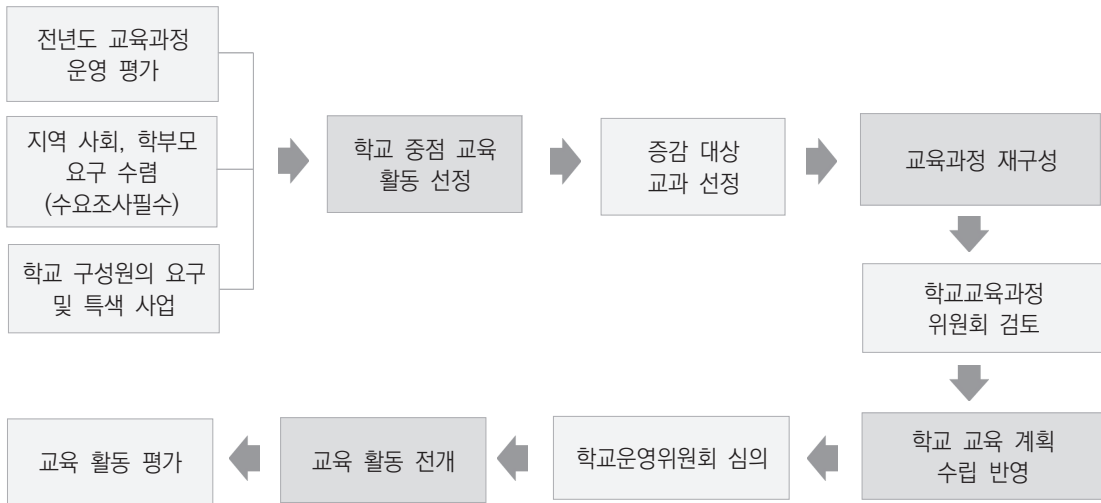 전년도 교육과정
운영 평가
지역 사회, 학부모
요구 수렴
(수요조사필수)
학교 구성원의 요구
및 특색 사업
학교 중점 교육
활동 선정
증감 대상
교과 선정
교육과정 재구성
학교교육과정
위원회 검토
학교 교육 계획
수립 반영
학교운영위원회 심의
교육 활동 전개
교육 활동 평가